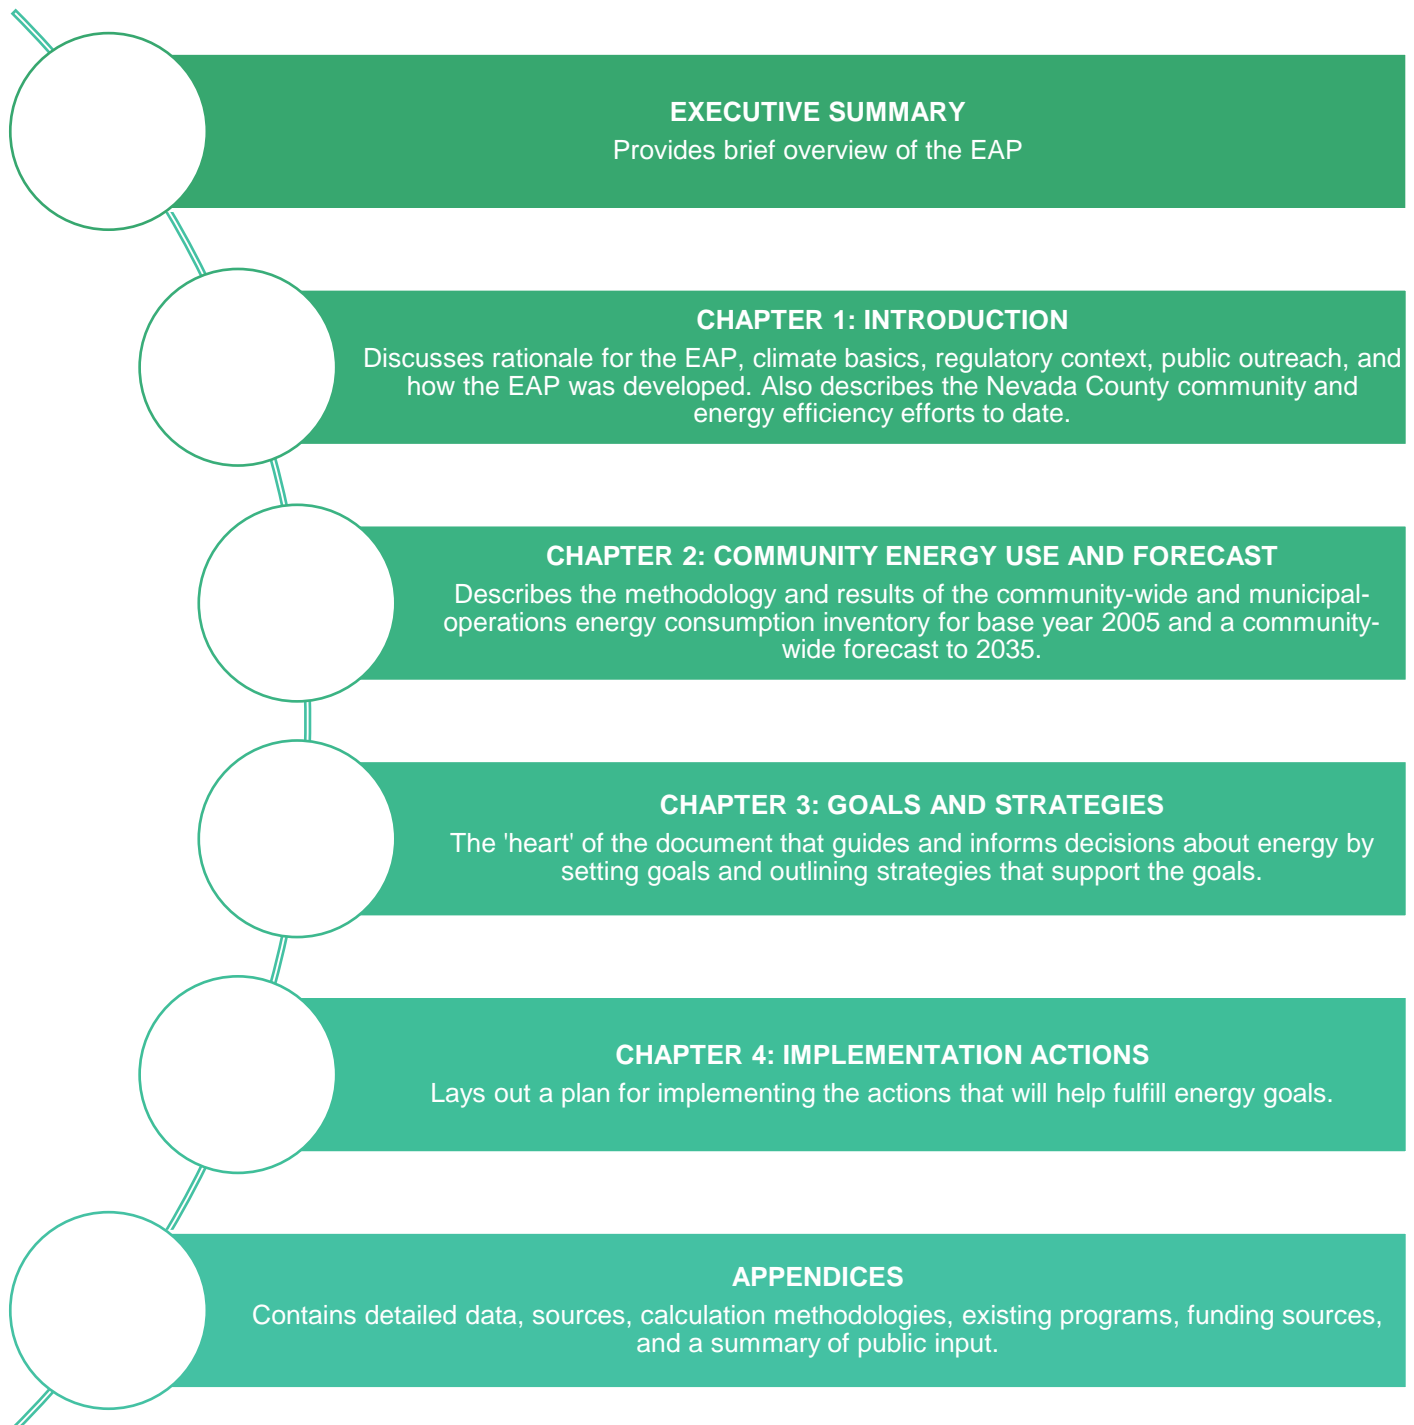 EXECUTIVE SUMMARY
Provides brief overview of the EAP
CHAPTER 1: INTRODUCTION
Discusses rationale for the EAP, climate basics, regulatory context, public outreach, and
how the EAP was developed. Also describes the Nevada County community and
energy efficiency efforts to date.
CHAPTER 2: COMMUNITY ENERGY USE AND FORECAST
Describes the methodology and results of the community-wide and municipal-
operations energy consumption inventory for base year 2005 and a community-
wide forecast to 2035.
CHAPTER 3: GOALS AND STRATEGIES
The 'heart' of the document that guides and informs decisions about energy by
setting goals and outlining strategies that support the goals.
CHAPTER 4: IMPLEMENTATION ACTIONS
Lays out a plan for implementing the actions that will help fulfill energy goals.
APPENDICES
Contains detailed data, sources, calculation methodologies, existing programs, funding sources,
and a summary of public input.